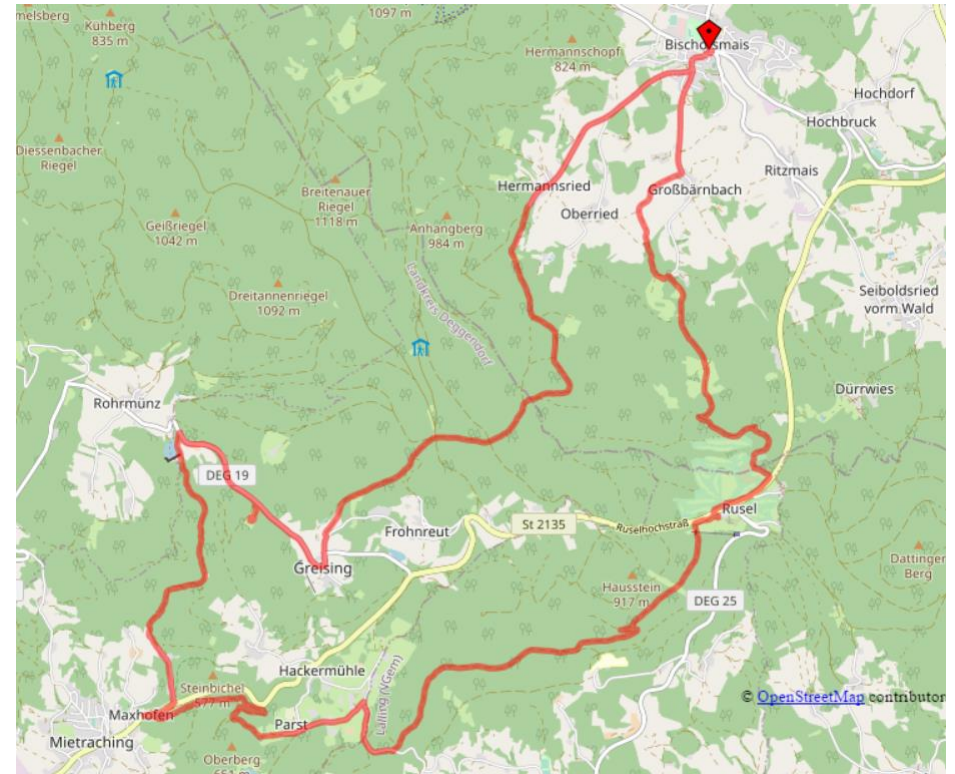 melsberg
Kühberg
835 m
1097 m
Hermannschopf
824 m
Bischofsmais
Hochdorf
Hochbruck
Diessenbacher
Riegel
Ritzmais
Breitenauer
Riegel
1118 m
Hermannsried
Großbärnbach
Oberried
Geißriegel
1042 m
Anhangberg
984 m
Landkreis Deggendorf
Dreitannenriegel
1092 m
Seiboldsried
vorm Wald
Dürrwies
Rohrmünz
DEG 19
Rusel
St 2135
Ruselhochstraß
Frohnreut
Greising
Dattinger
Berg
Hausstein
917 m
DEG 25
Hackermühle
Lalling (VGem)
Steinbichel
577 m
© OpenStreetMap contributor
Maxhofen
Parst
Mietraching
Oberberg
651 m